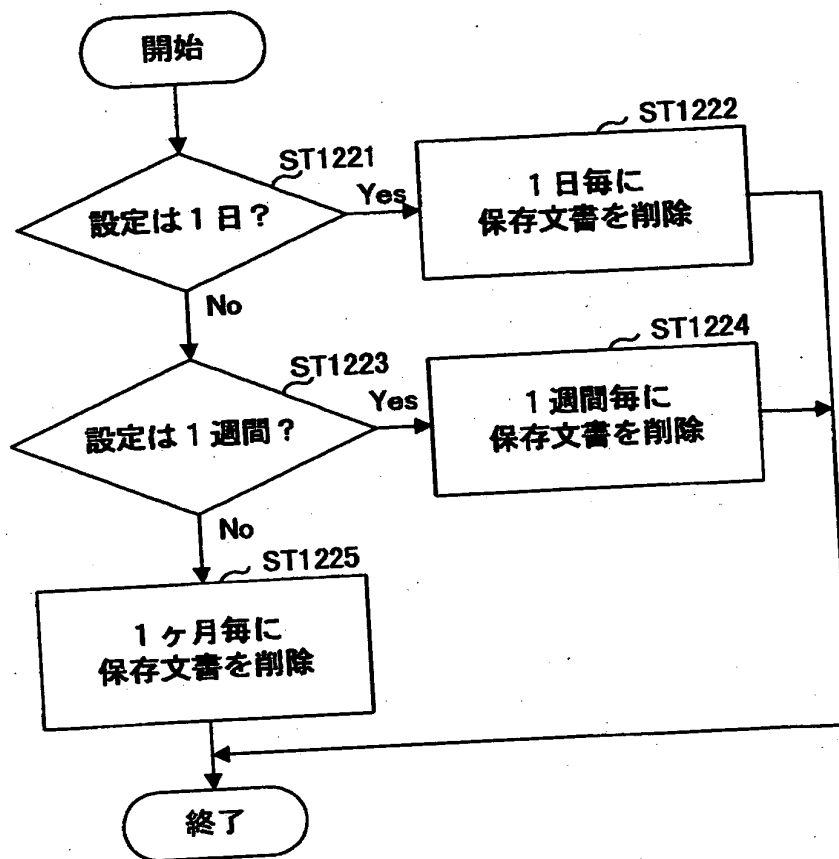 開始
ST1221
設定は1日?
Yes
ST1222
1日毎に
保存文書を削除
No
ST1223
設定は1週間?
Yes
ST1224
1週間毎に
保存文書を削除
No
ST1225
1ヶ月毎に
保存文書を削除
終了